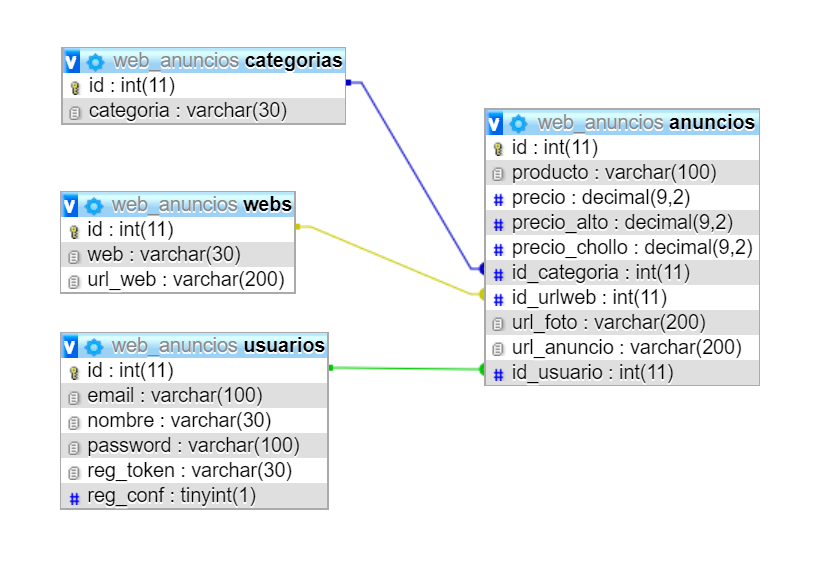 web_anuncios categorias
id : int(11)
categoria : varchar(30)
web_anuncios webs
id : int(11)
web : varchar(30)
url_web : varchar(200)
web_anuncios usuarios
id : int(11)
email : varchar(100)
nombre : varchar(30)
password : varchar(100)
reg_token : varchar(30)
# reg_conf : tinyint(1)
web_anuncios anuncios
id : int(11)
producto : varchar(100)
# precio : decimal(9,2)
# precio_alto : decimal(9,2)
# precio_chollo : decimal(9,2)
# id_categoria : int(11)
# id_urlweb : int(11)
url_foto : varchar(200)
url_anuncio : varchar(200)
# id_usuario : int(11)